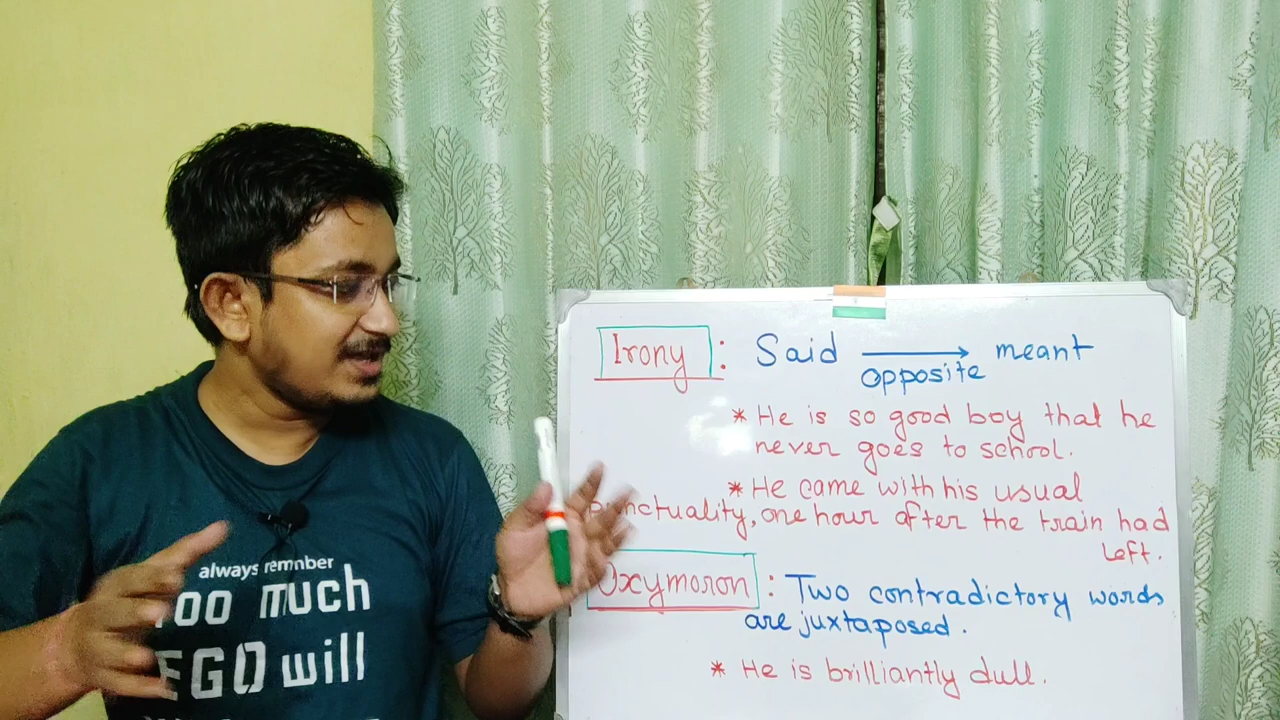 always remember
Too much
EGO will
Irony : Said → meant
opposite
* He is so good boy that he
never goes to school.
* He came with his usual
punctuality, one hour after the train had
left.
Oxymoron : Two contradictory words
are juxtaposed.
* He is brilliantly dull.